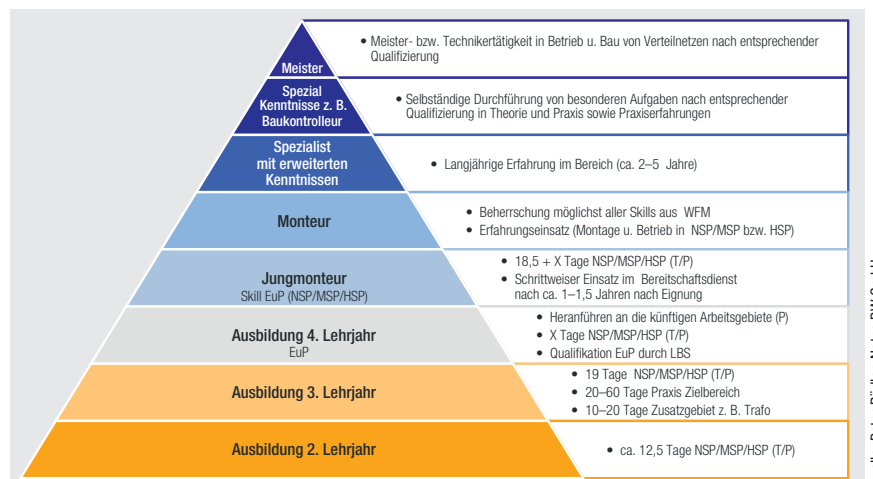 Meister
• Meister- bzw. Technikertätigkeit in Betrieb u. Bau von Verteilnetzen nach entsprechender
Qualifizierung
Spezial
Kenntnisse z. B.
Baukontrolleur
• Selbständige Durchführung von besonderen Aufgaben nach entsprechender
Qualifizierung in Theorie und Praxis sowie Praxiserfahrungen
Spezialist
mit erweiterten
Kenntnissen
• Langjährige Erfahrung im Bereich (ca. 2–5 Jahre)
Monteur
• Beherrschung möglichst aller Skills aus WFM
• Erfahrungseinsatz (Montage u. Betrieb in NSP/MSP bzw. HSP)
Jungmonteur
Skill EuP (NSP/MSP/HSP)
• 18,5 + X Tage NSP/MSP/HSP (T/P)
• Schrittweiser Einsatz im Bereitschaftsdienst
nach ca. 1–1,5 Jahren nach Eignung
Ausbildung 4. Lehrjahr
EuP
• Heranführen an die künftigen Arbeitsgebiete (P)
• X Tage NSP/MSP/HSP (T/P)
• Qualifikation EuP durch LBS
Ausbildung 3. Lehrjahr
• 19 Tage NSP/MSP/HSP (T/P)
• 20–60 Tage Praxis Zielbereich
• 10–20 Tage Zusatzgebiet z. B. Trafo
Ausbildung 2. Lehrjahr
• ca. 12,5 Tage NSP/MSP/HSP (T/P)